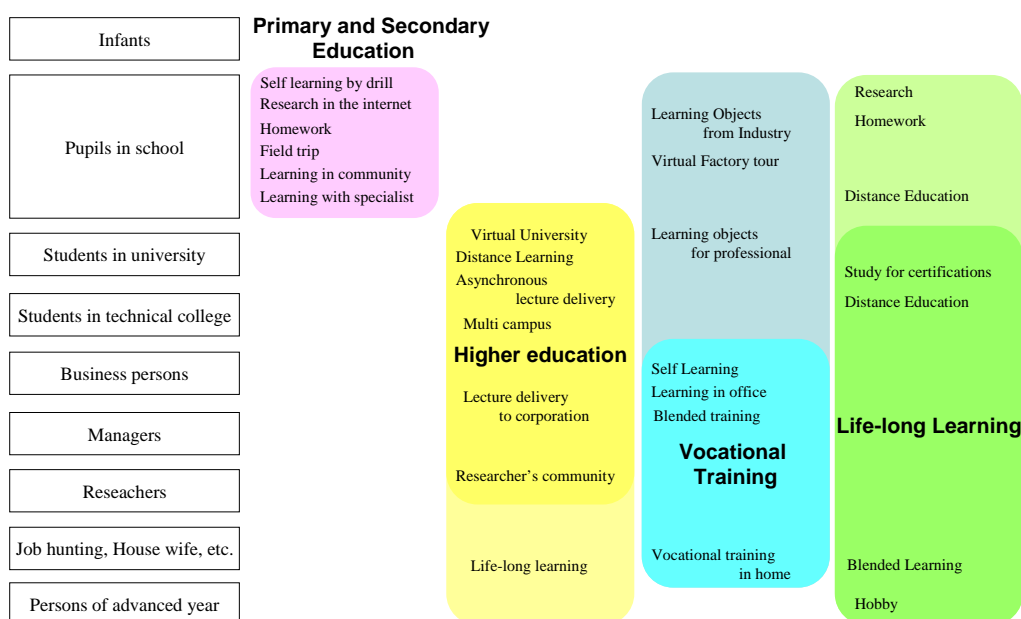 Infants
Pupils in school
Students in university
Students in technical college
Business persons
Managers
Reseachers
Job hunting, House wife, etc.
Persons of advanced year
Primary and Secondary
Education
Self learning by drill
Research in the internet
Homework
Field trip
Learning in community
Learning with specialist
Virtual University
Distance Learning
Asynchronous
lecture delivery
Multi campus
Higher education
Lecture delivery
to corporation
Researcher's community
Life-long learning
Learning Objects
from Industry
Virtual Factory tour
Learning objects
for professional
Self Learning
Learning in office
Blended training
Vocational
Training
Vocational training
in home
Research
Homework
Distance Education
Study for certifications
Distance Education
Life-long Learning
Blended Learning
Hobby